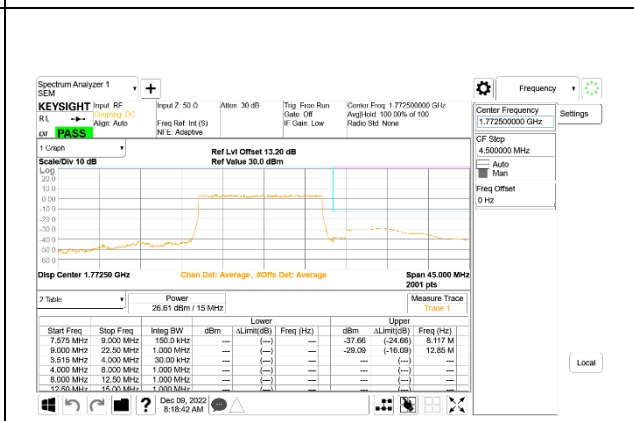 Spectrum Analyzer 1
SEM
Frequency
KEYSIGHT Input: RF Input Z: 50 Ω Atten: 30 dB Trig: Free Run Center Freq: 1.772500000 GHz
RL Coupling: DC Gate: Off Avg|Hold: 100.00% of 100
Align: Auto Freq Ref: Int (S) IF Gain: Low Radio Std: None
PASS NFE: Adaptive
Center Frequency
1.772500000 GHz
Settings
CF Step
4.500000 MHz
Auto
Man
Freq Offset
0 Hz
1 Graph
Ref Lvl Offset 13.20 dB
Scale/Div 10 dB Ref Value 30.0 dBm
Log
20.0
10.0
0.00
-10.0
-20.0
-30.0
-40.0
-50.0
-60.0
Disp Center 1.77250 GHz Chan Det: Average, #Offs Det: Average Span 45.000 MHz
2001 pts
2 Table
Power
26.61 dBm / 15 MHz
Measure Trace
Trace 1
Lower Upper
Start Freq Stop Freq Integ BW dBm ΔLimit(dB) Freq (Hz) dBm ΔLimit(dB) Freq (Hz)
7.575 MHz 9.000 MHz 150.0 kHz --- (---) --- -37.66 (-24.66) 8.117 M
9.000 MHz 22.50 MHz 1.000 MHz --- (---) --- -29.09 (-16.09) 12.85 M
3.515 MHz 4.000 MHz 30.00 kHz --- (---) --- --- (---) ---
4.000 MHz 8.000 MHz 1.000 MHz --- (---) --- --- (---) ---
8.000 MHz 12.50 MHz 1.000 MHz --- (---) --- --- (---) ---
12.50 MHz 15.00 MHz 1.000 MHz --- (---) --- --- (---) ---
Local
? Dec 09, 2022
8:18:42 AM